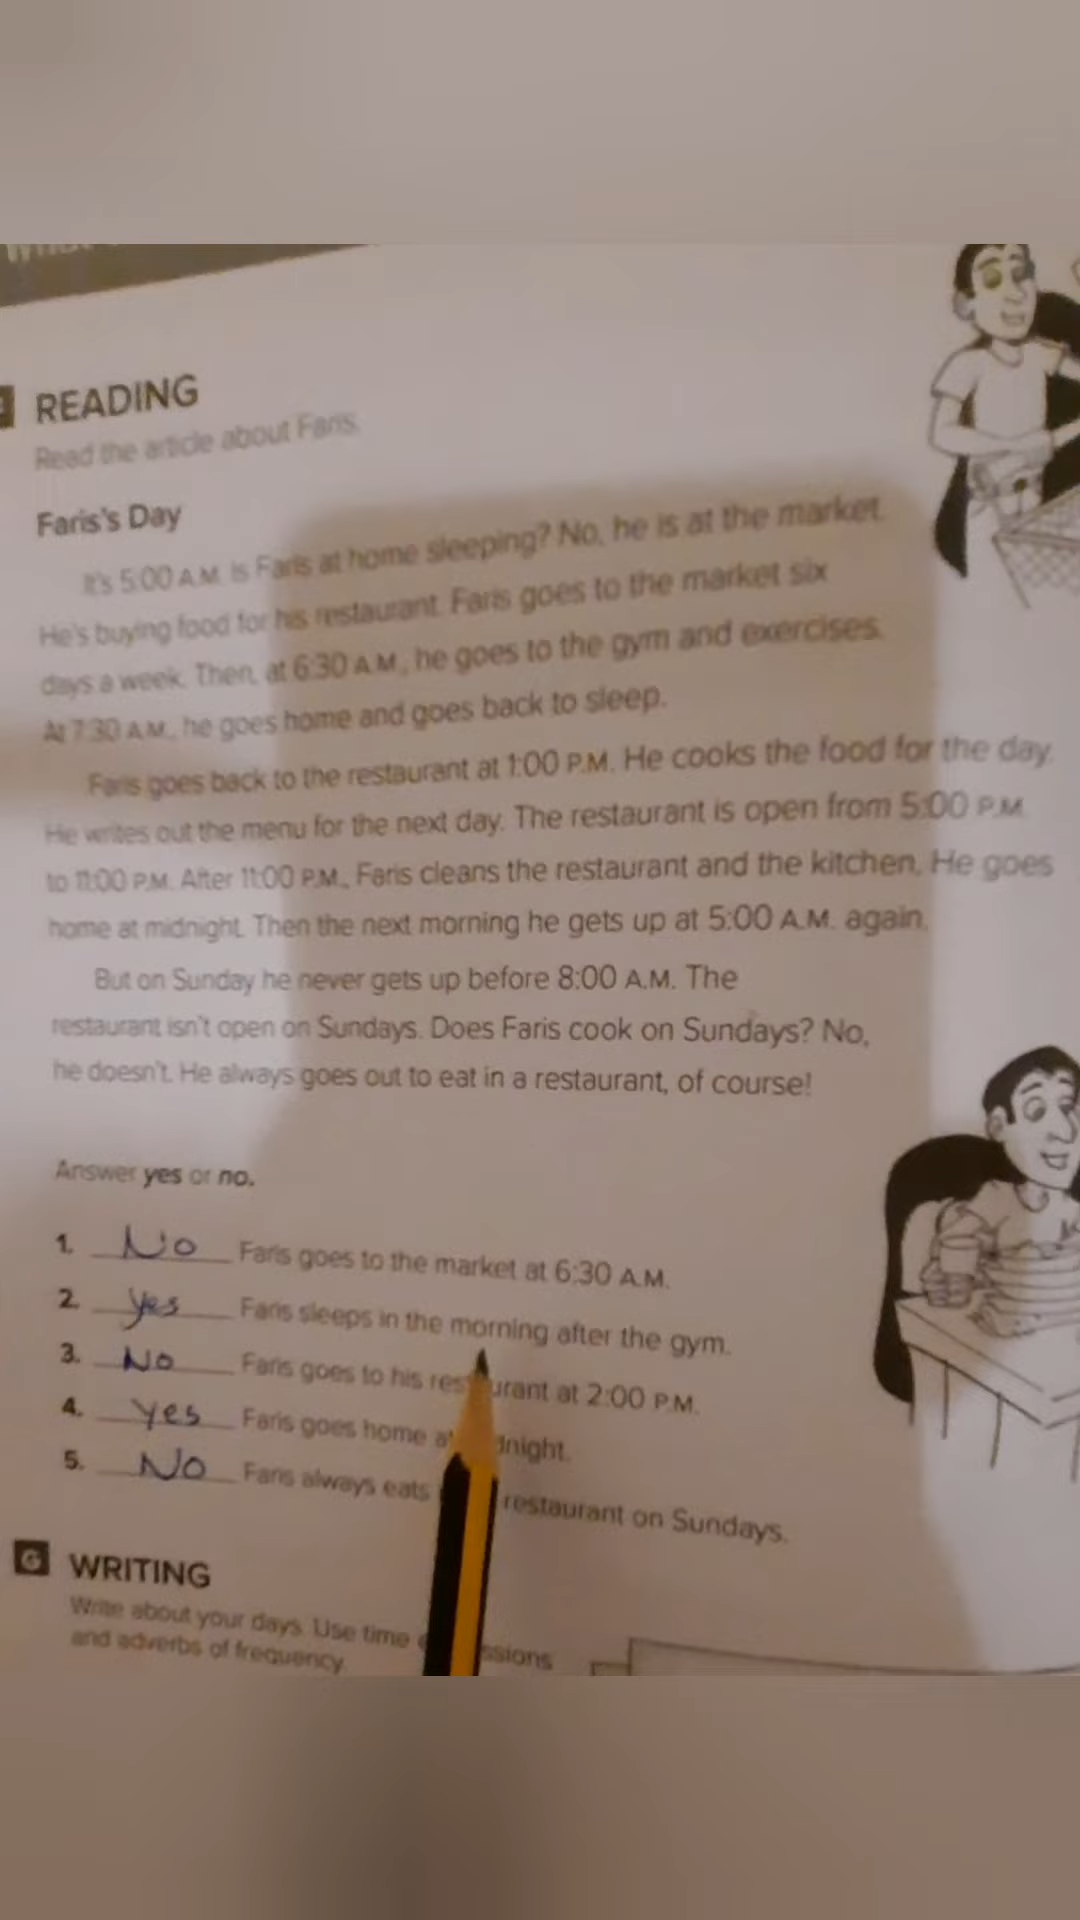 READING
Read the article about Faris.
Faris's Day
It's 5:00 A.M. Is Faris at home sleeping? No, he is at the market.
He's buying food for his restaurant. Faris goes to the market six
days a week. Then, at 6:30 A.M., he goes to the gym and exercises.
At 7:30 A.M., he goes home and goes back to sleep.
Faris goes back to the restaurant at 1:00 P.M. He cooks the food for the day.
He writes out the menu for the next day. The restaurant is open from 5:00 P.M.
to 11:00 P.M. After 11:00 P.M., Faris cleans the restaurant and the kitchen. He goes
home at midnight. Then the next morning he gets up at 5:00 A.M. again.
But on Sunday he never gets up before 8:00 A.M. The
restaurant isn't open on Sundays. Does Faris cook on Sundays? No,
he doesn't. He always goes out to eat in a restaurant, of course!
Answer yes or no.
1. No Faris goes to the market at 6:30 A.M.
2. Yes Faris sleeps in the morning after the gym.
3. No Faris goes to his restaurant at 2:00 P.M.
4. Yes Faris goes home dnight.
5. No Faris always eats restaurant on Sundays.
G WRITING
Write about your days. Use time ssions
and adverbs of frequency.